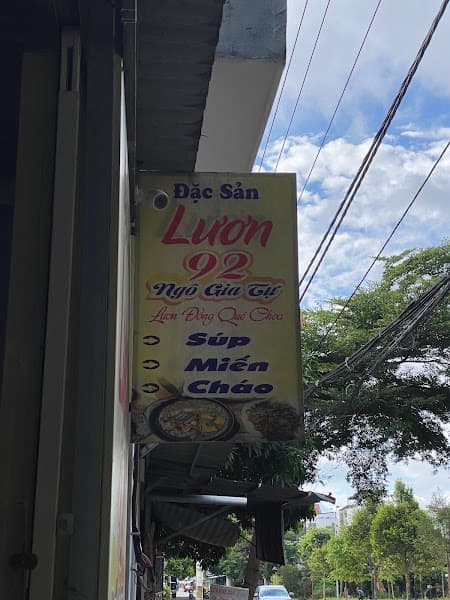 Đặc Sản
Lươn
92
Ngô Gia Tự
Lươn Đồng Quê Choa
Súp
Miến
Cháo